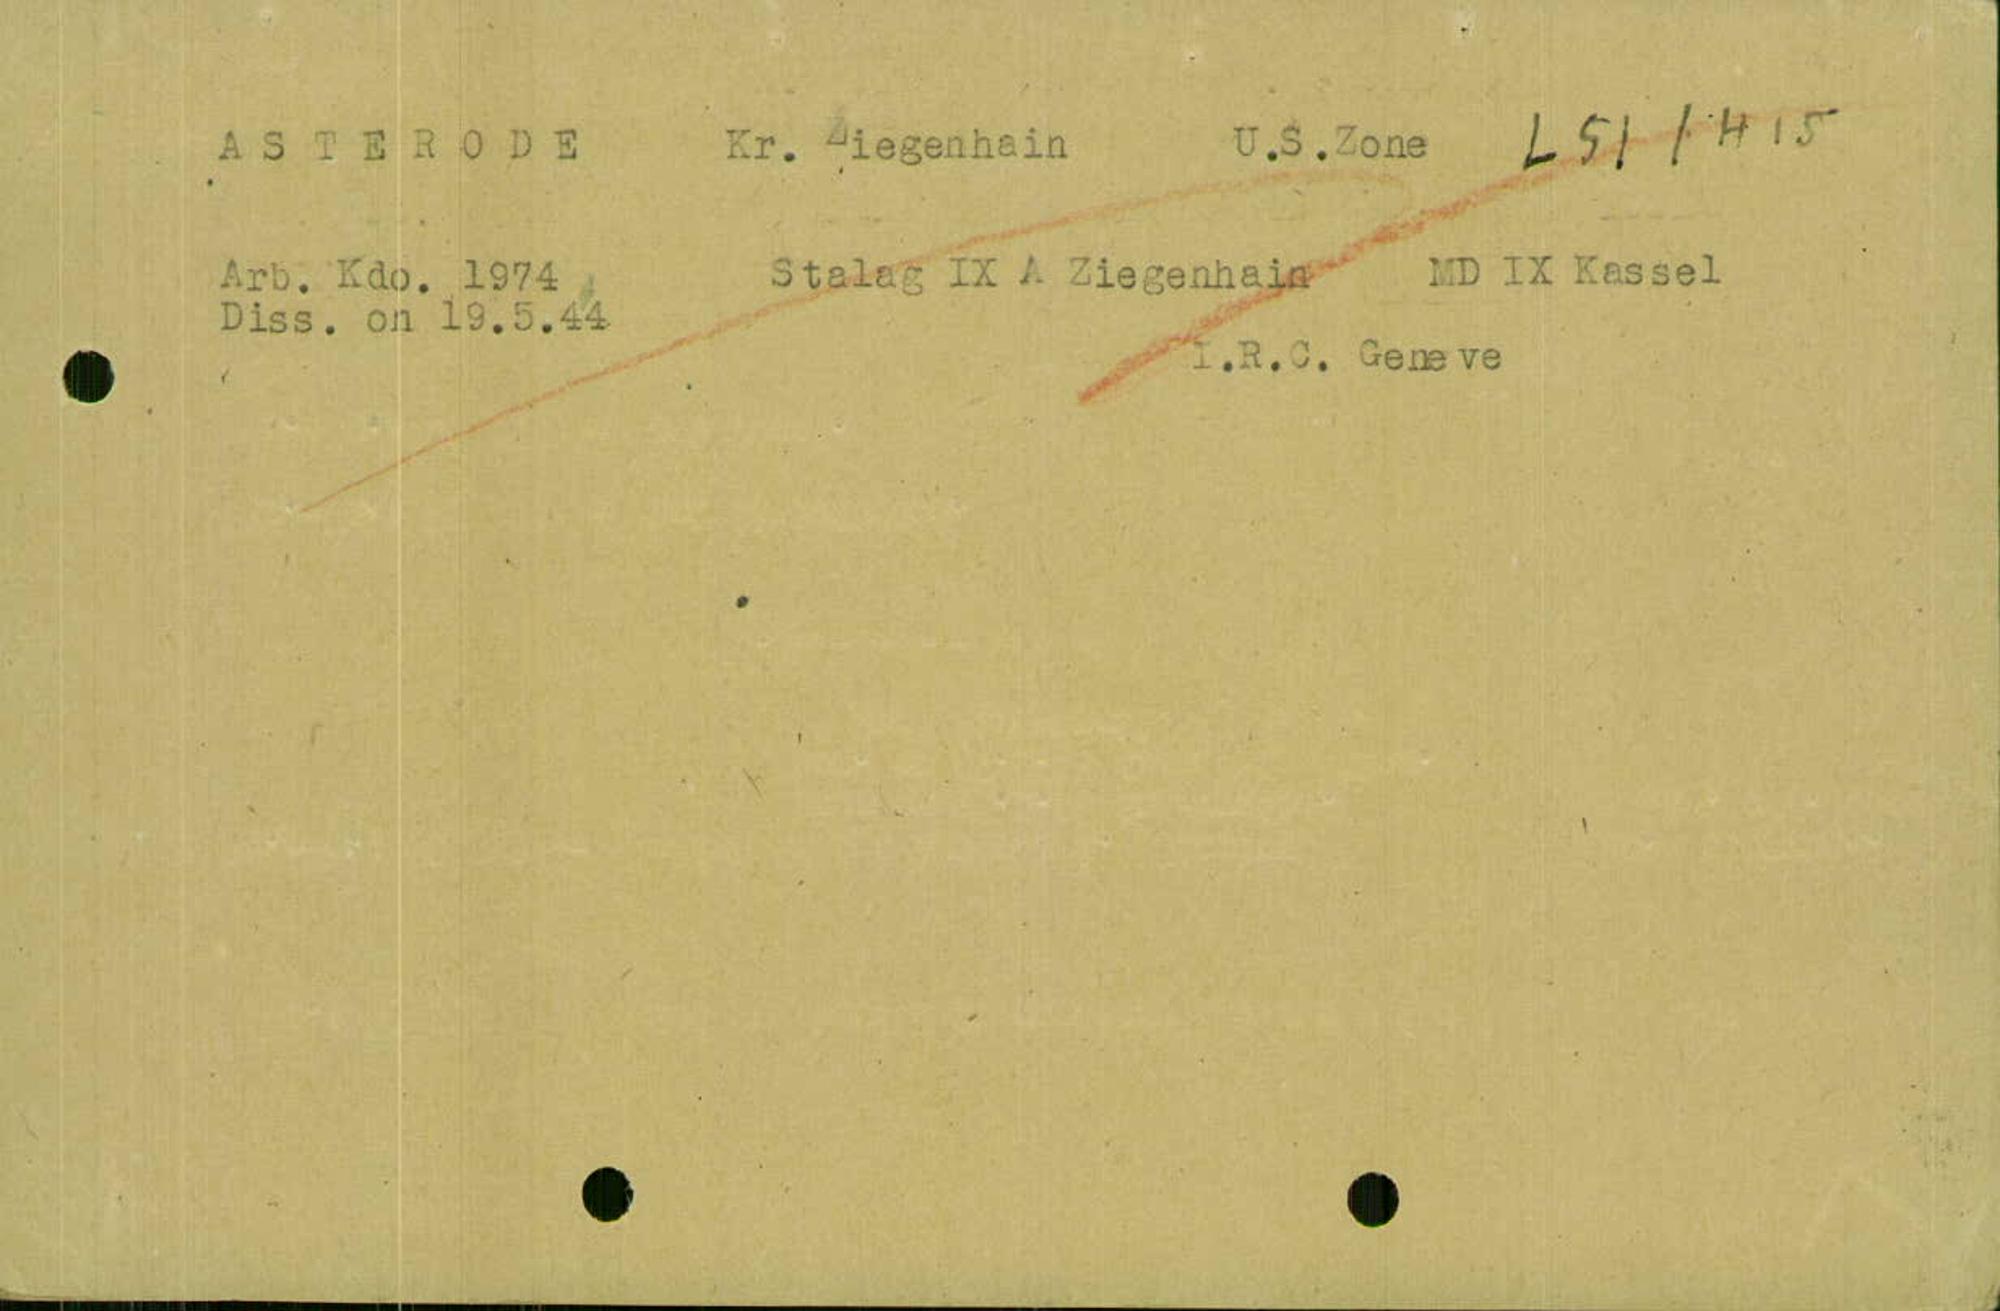 ASTERODE Kr. Ziegenhain U.S.Zone L51/H15
Arb. Kdo. 1974 Stalag IX A Ziegenhain MD IX Kassel
Diss. on 19.5.44
I.R.C. Geneve